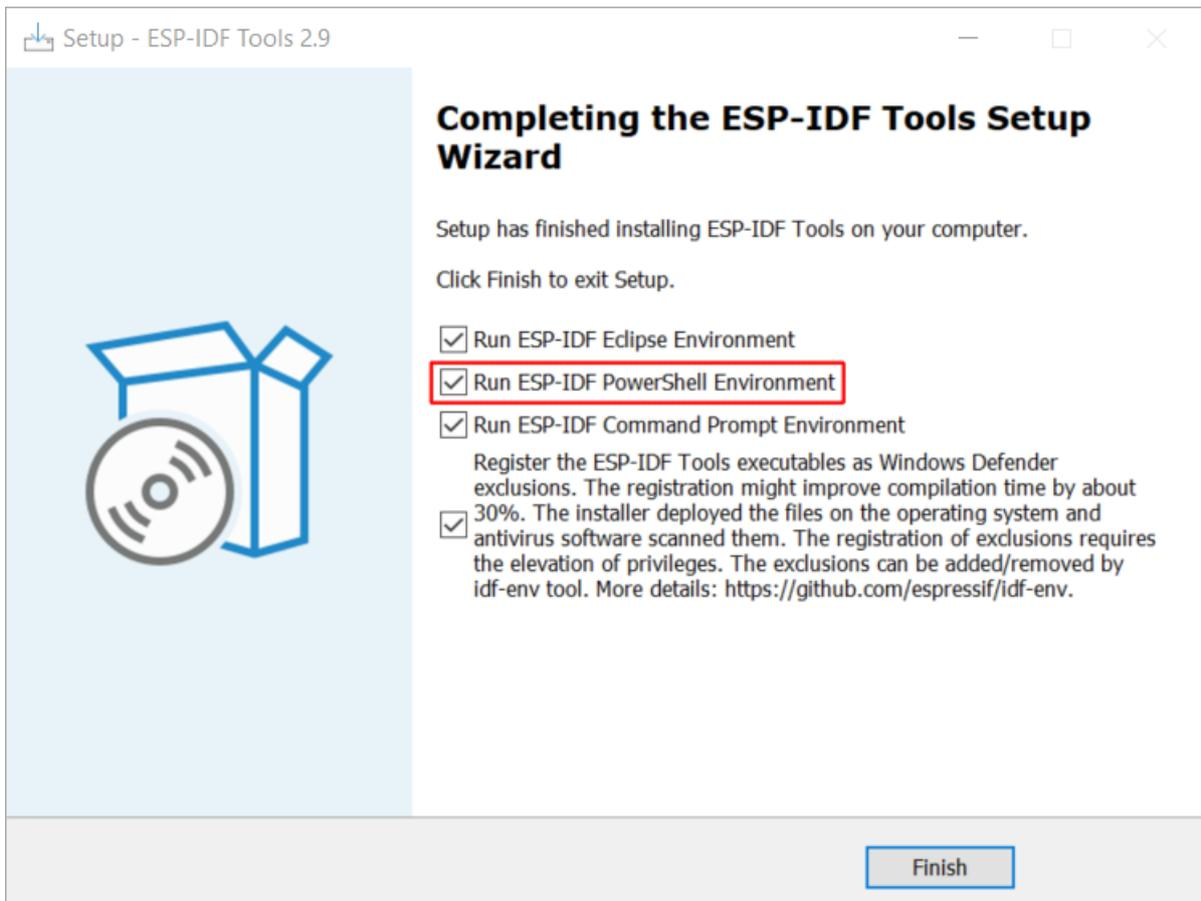 Setup - ESP-IDF Tools 2.9
Completing the ESP-IDF Tools Setup
Wizard
Setup has finished installing ESP-IDF Tools on your computer.
Click Finish to exit Setup.
Run ESP-IDF Eclipse Environment
Run ESP-IDF PowerShell Environment
Run ESP-IDF Command Prompt Environment
Register the ESP-IDF Tools executables as Windows Defender
exclusions. The registration might improve compilation time by about
30%. The installer deployed the files on the operating system and
antivirus software scanned them. The registration of exclusions requires
the elevation of privileges. The exclusions can be added/removed by
idf-env tool. More details: https://github.com/espressif/idf-env.
Finish